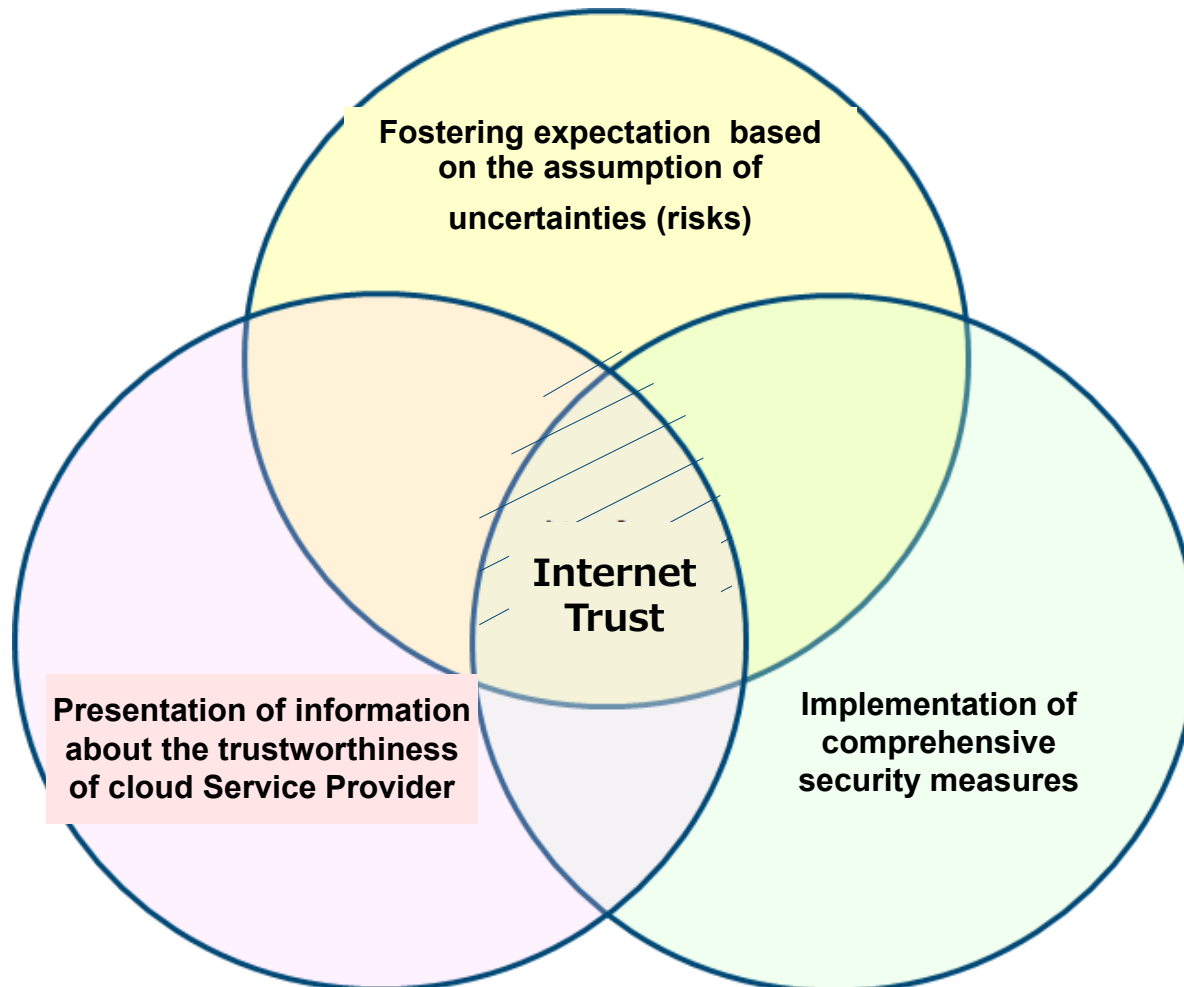 Fostering expectation  based
on the assumption of
uncertainties (risks)
Internet
Trust
Presentation of information
about the trustworthiness
of cloud Service Provider
Implementation of
comprehensive
security measures